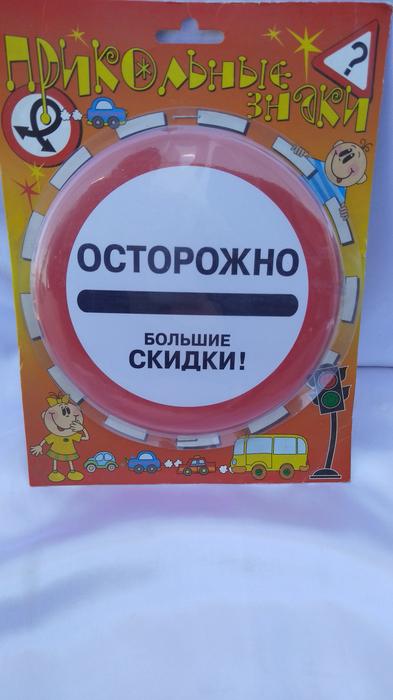 ПРИКОЛЬНЫЕ
ЗНАКИ
?
ОСТОРОЖНО
БОЛЬШИЕ
СКИДКИ!